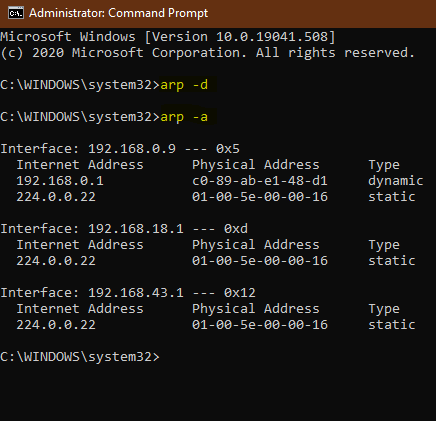 Administrator: Command Prompt
Microsoft Windows [Version 10.0.19041.508]
(c) 2020 Microsoft Corporation. All rights reserved.
C:\WINDOWS\system32>arp -d
C:\WINDOWS\system32>arp -a
Interface: 192.168.0.9 --- 0x5
  Internet Address      Physical Address      Type
  192.168.0.1           c0-89-ab-e1-48-d1     dynamic
  224.0.0.22            01-00-5e-00-00-16     static
Interface: 192.168.18.1 --- 0xd
  Internet Address      Physical Address      Type
  224.0.0.22            01-00-5e-00-00-16     static
Interface: 192.168.43.1 --- 0x12
  Internet Address      Physical Address      Type
  224.0.0.22            01-00-5e-00-00-16     static
C:\WINDOWS\system32>